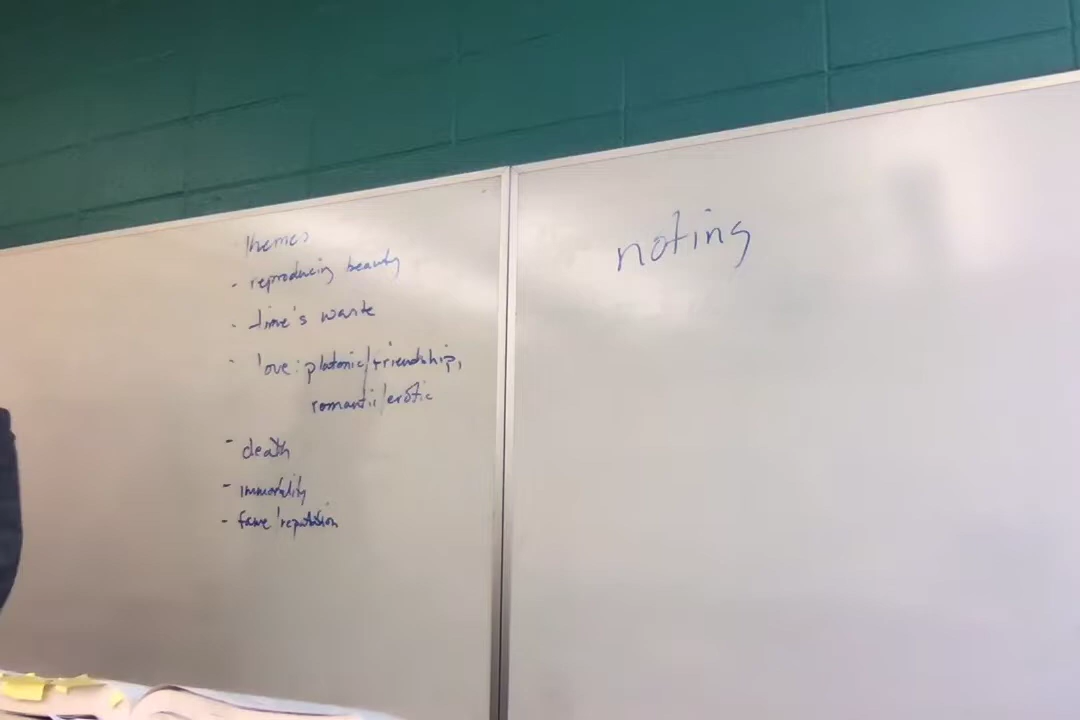 themes
- reproducing beauty
- time's waste
- love: platonic/friendship,
romantic/erotic
- death
- immortality
- fame/reputation
noting